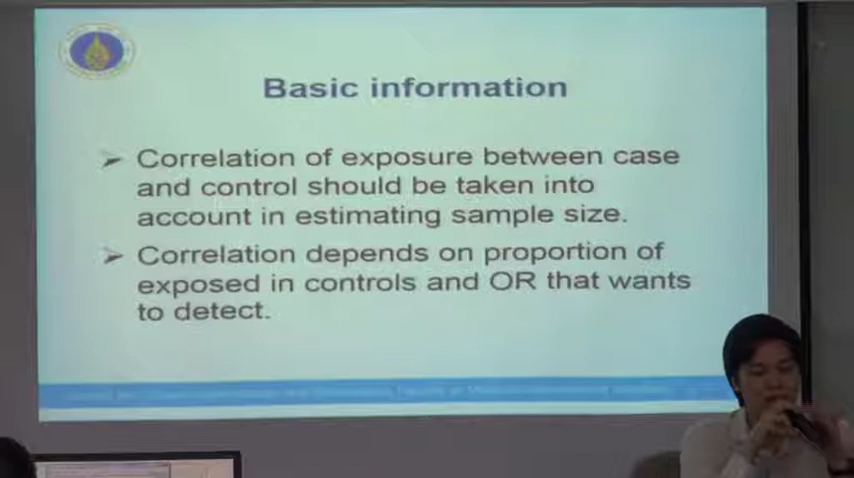 Basic information
Correlation of exposure between case
and control should be taken into
account in estimating sample size.
Correlation depends on proportion of
exposed in controls and OR that wants
to detect.